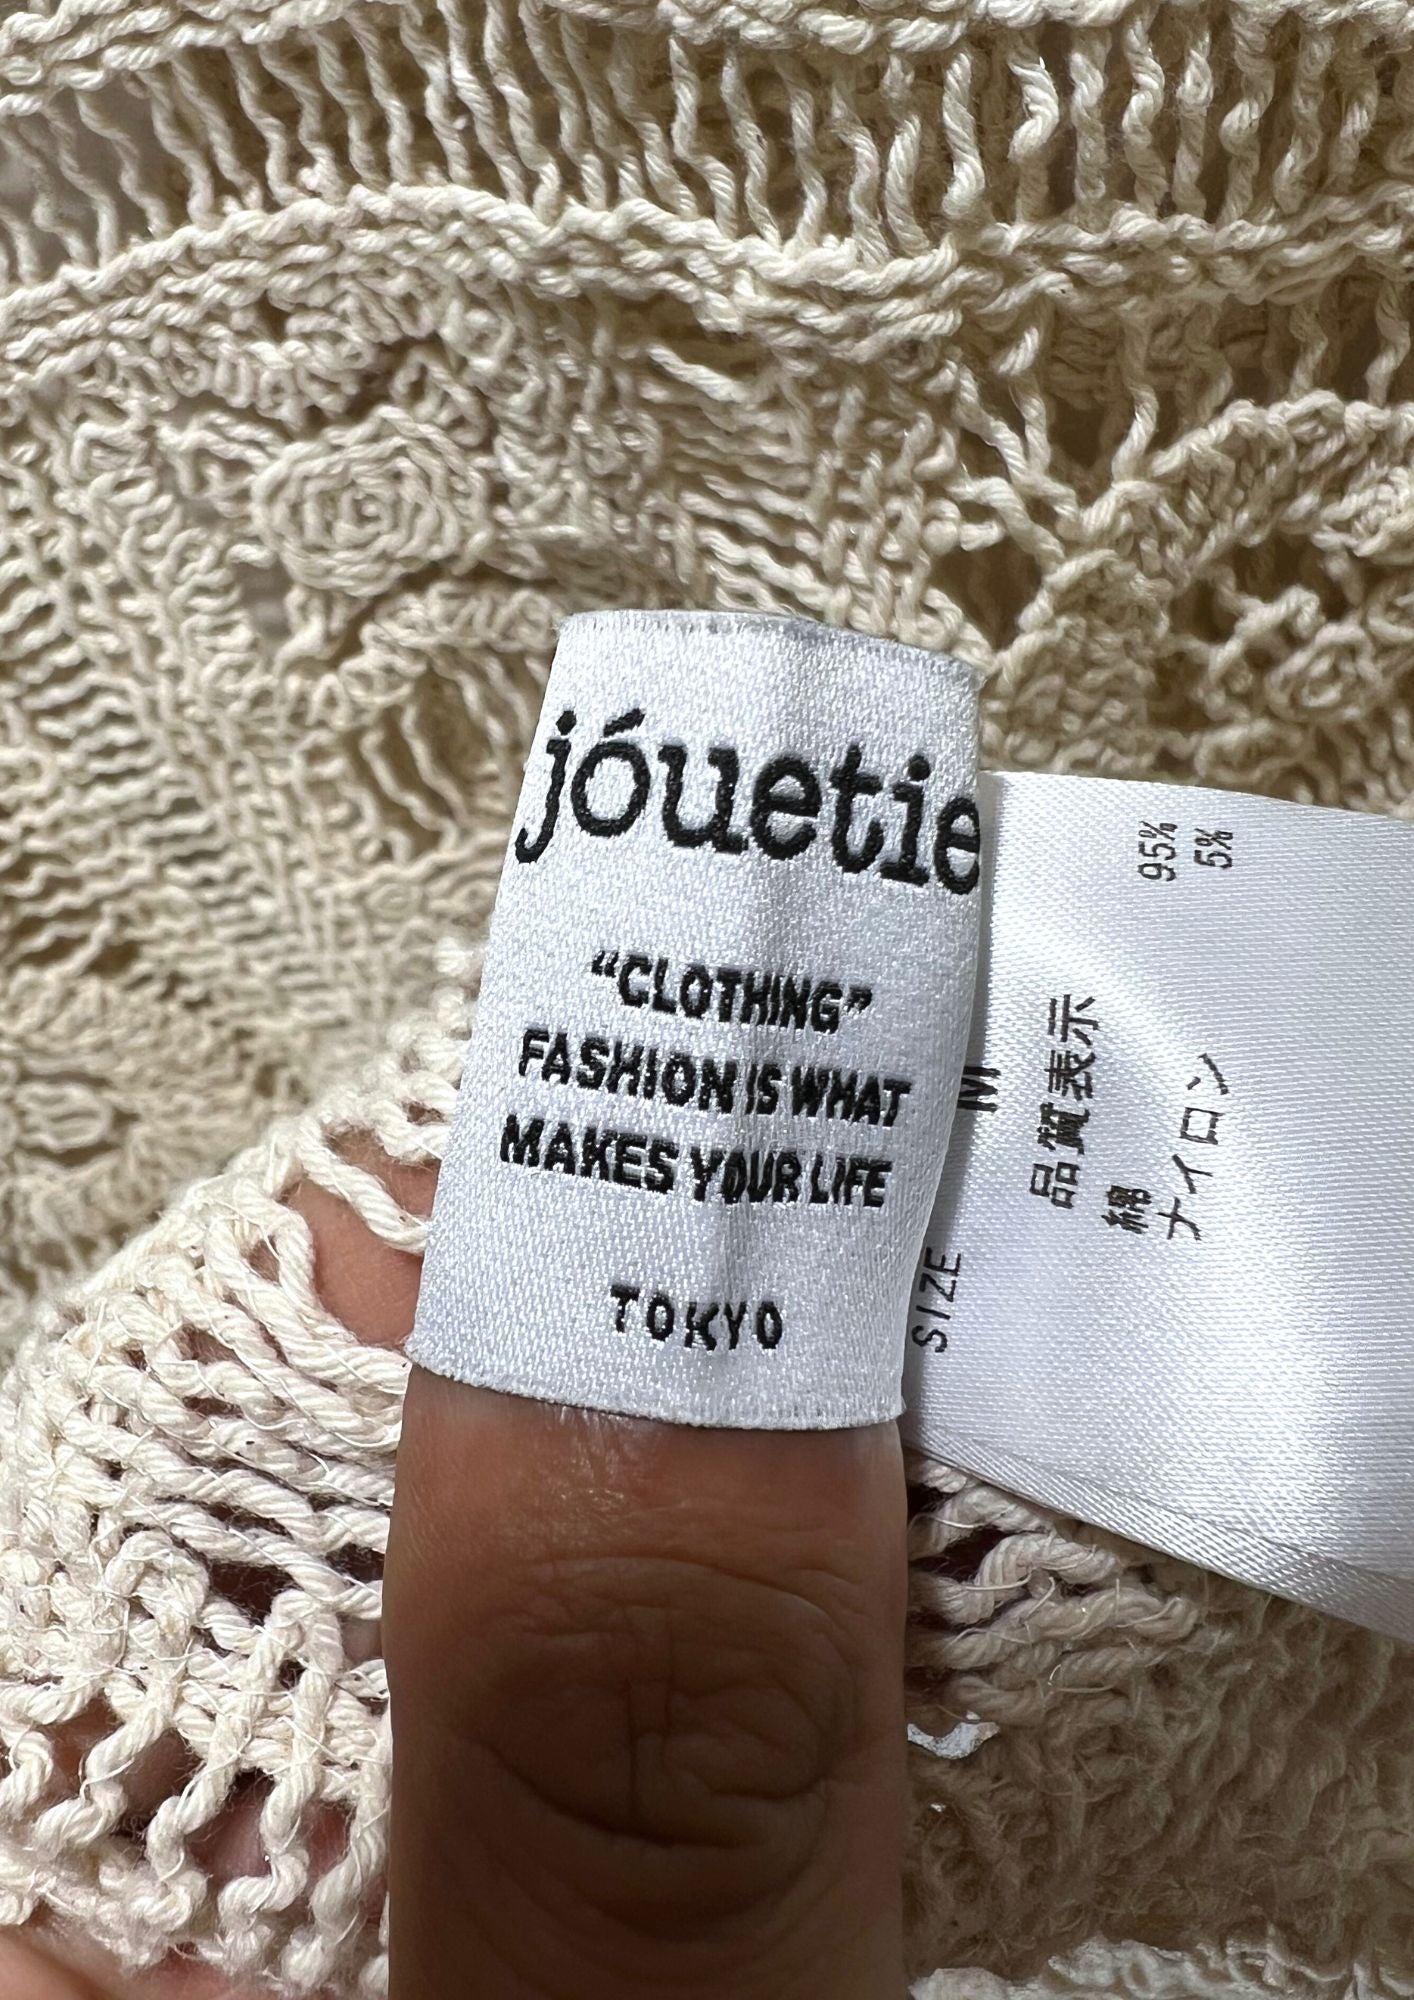 jóuetie
“CLOTHING”
FASHION IS WHAT
MAKES YOUR LIFE
TOKYO
SIZE M
品質表示
綿 95%
ナイロン 5%